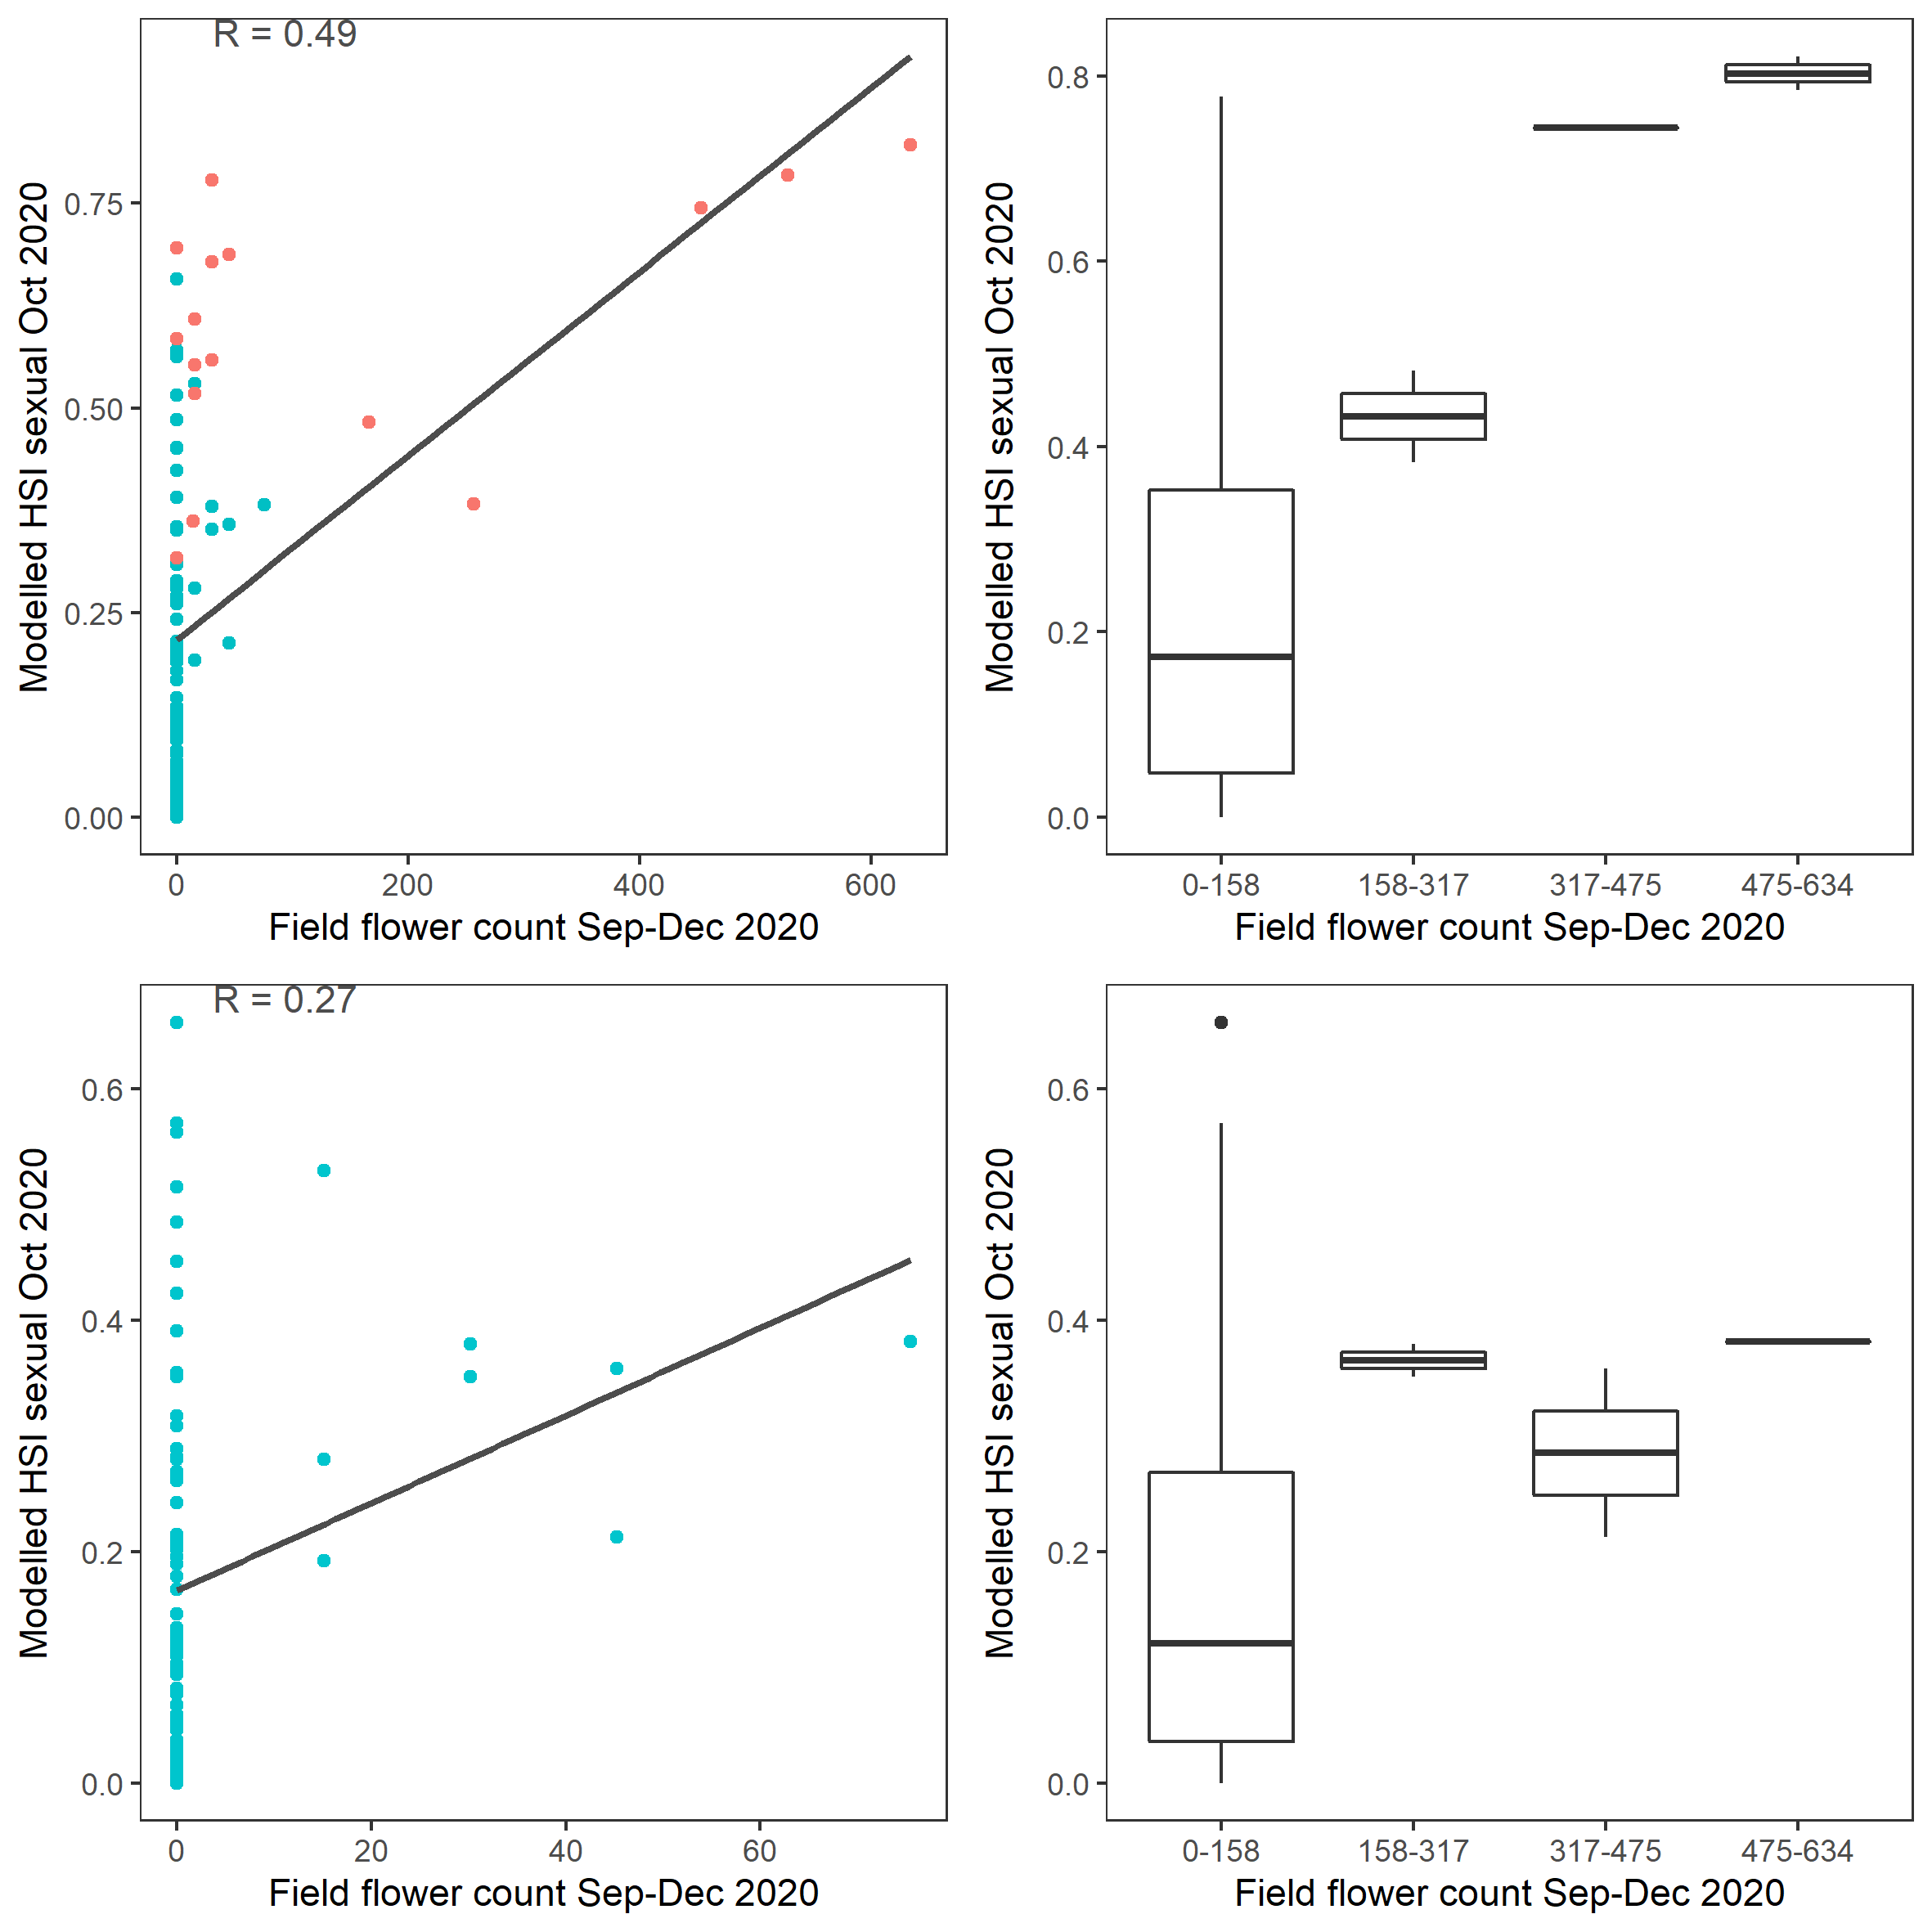 R = 0.49
Modelled HSI sexual Oct 2020
0.75
0.50
0.25
0.00
0 200 400 600
Field flower count Sep-Dec 2020
Modelled HSI sexual Oct 2020
0.8
0.6
0.4
0.2
0.0
0-158 158-317 317-475 475-634
Field flower count Sep-Dec 2020
R = 0.27
Modelled HSI sexual Oct 2020
0.6
0.4
0.2
0.0
0 20 40 60
Field flower count Sep-Dec 2020
Modelled HSI sexual Oct 2020
0.6
0.4
0.2
0.0
0-158 158-317 317-475 475-634
Field flower count Sep-Dec 2020